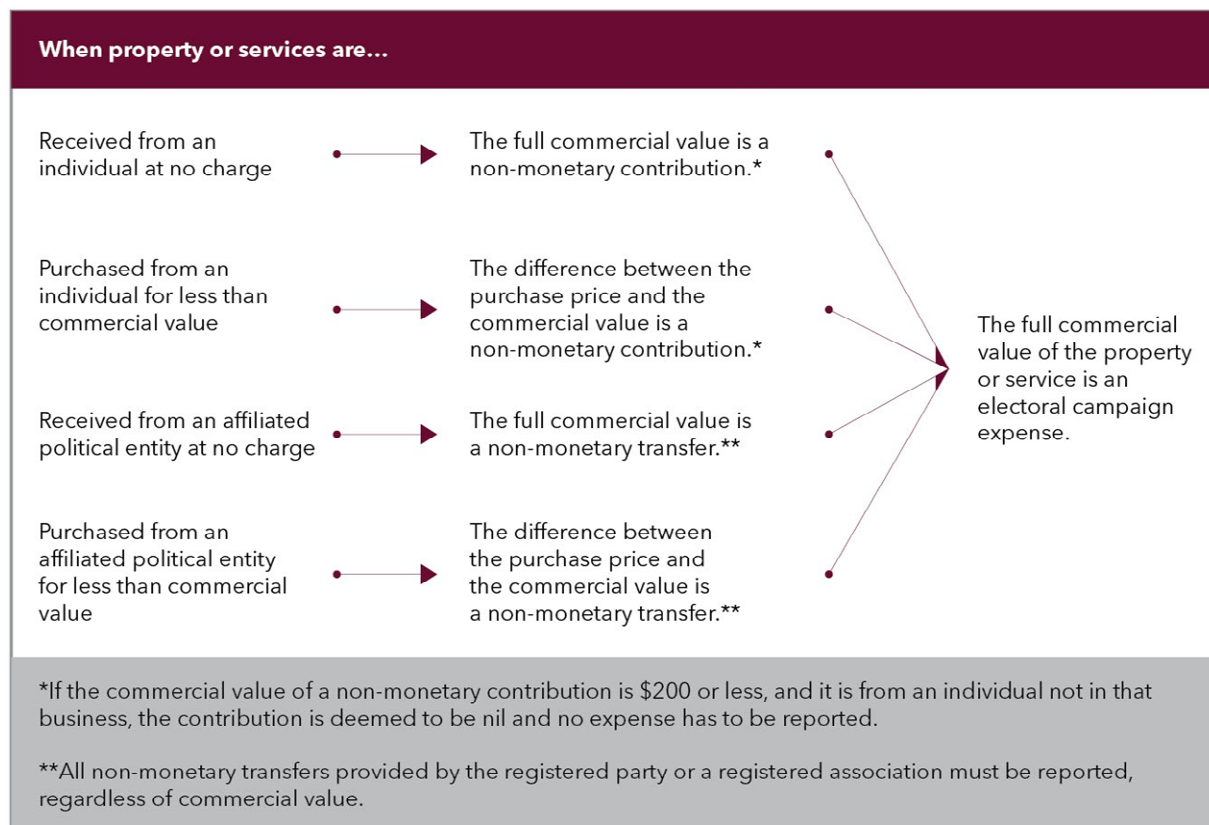 When property or services are...
Received from an
individual at no charge
The full commercial value is a
non-monetary contribution.*
Purchased from an
individual for less than
commercial value
The difference between the
purchase price and the
commercial value is a
non-monetary contribution.*
Received from an affiliated
political entity at no charge
The full commercial value is
a non-monetary transfer.**
Purchased from an
affiliated political entity
for less than commercial
value
The difference between
the purchase price and
the commercial value is
a non-monetary transfer.**
The full commercial
value of the property
or service is an
electoral campaign
expense.
*If the commercial value of a non-monetary contribution is $200 or less, and it is from an individual not in that
business, the contribution is deemed to be nil and no expense has to be reported.
**All non-monetary transfers provided by the registered party or a registered association must be reported,
regardless of commercial value.